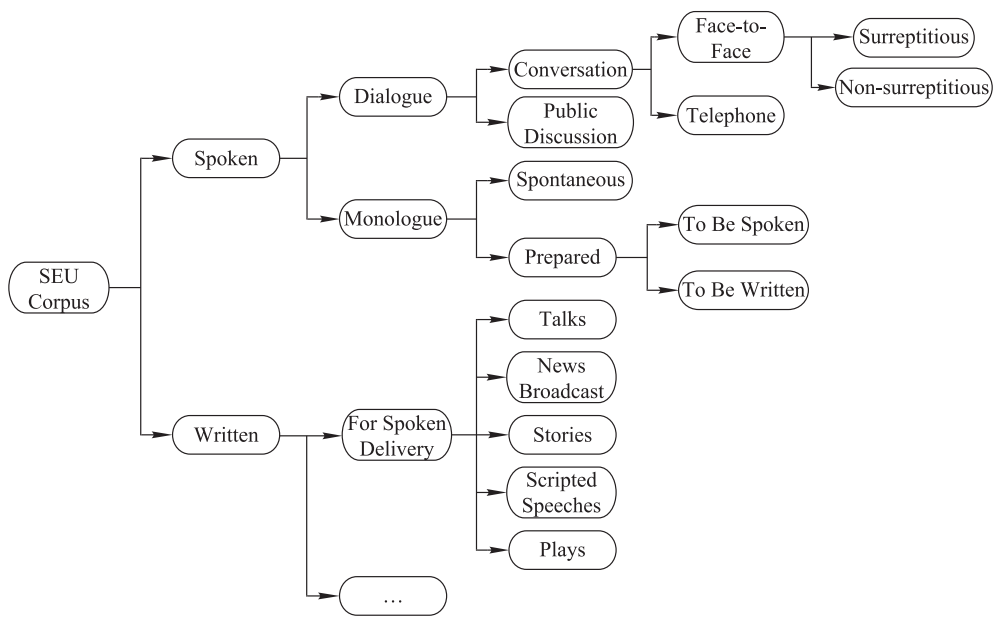 SEU
Corpus
Spoken
Dialogue
Conversation
Face-to-
Face
Surreptitious
Non-surreptitious
Telephone
Public
Discussion
Monologue
Spontaneous
Prepared
To Be Spoken
To Be Written
Written
For Spoken
Delivery
Talks
News
Broadcast
Stories
Scripted
Speeches
Plays
…